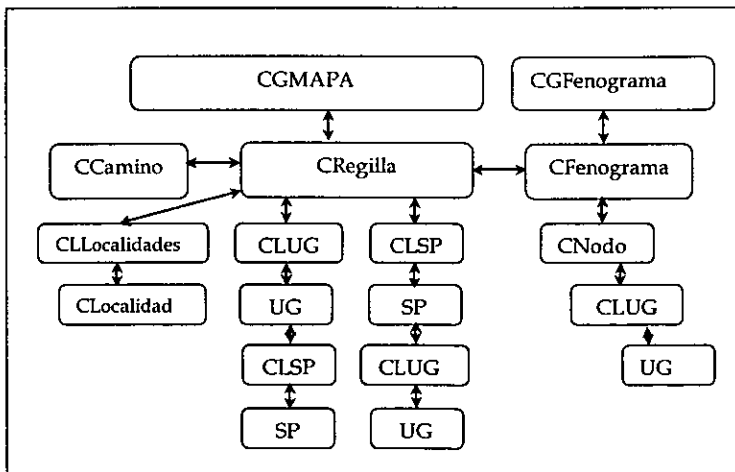 CGMAPA
CGFenograma
CCamino
CRegilla
CFenograma
CLLocalidades
CLUG
CLSP
CNodo
CLocalidad
UG
SP
CLUG
CLSP
CLUG
UG
SP
UG